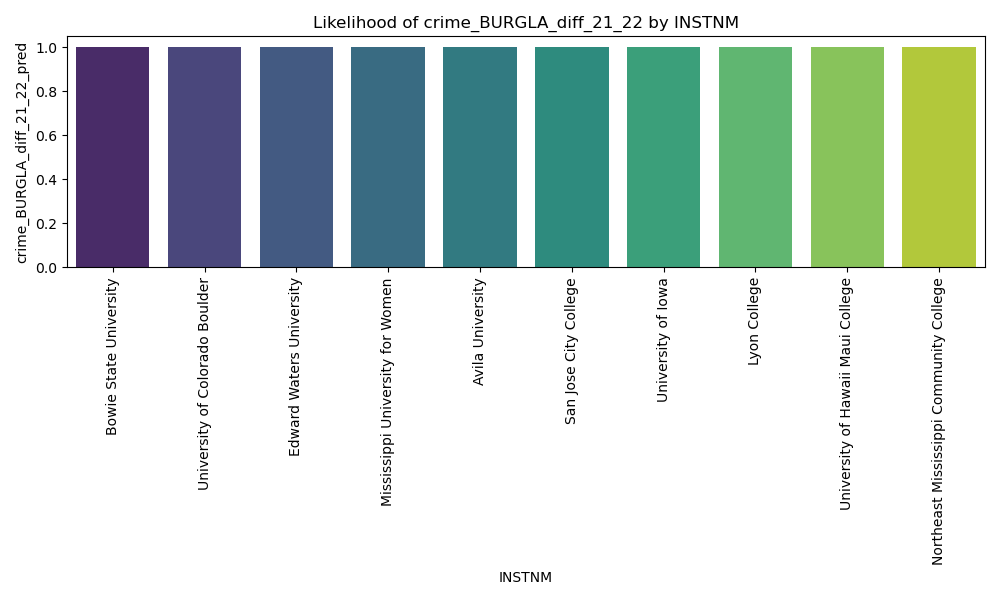 Likelihood of crime_BURGLA_diff_21_22 by INSTNM
crime_BURGLA_diff_21_22_pred
1.0
0.8
0.6
0.4
0.2
0.0
Bowie State University
University of Colorado Boulder
Edward Waters University
Mississippi University for Women
Avila University
San Jose City College
University of Iowa
Lyon College
University of Hawaii Maui College
Northeast Mississippi Community College
INSTNM